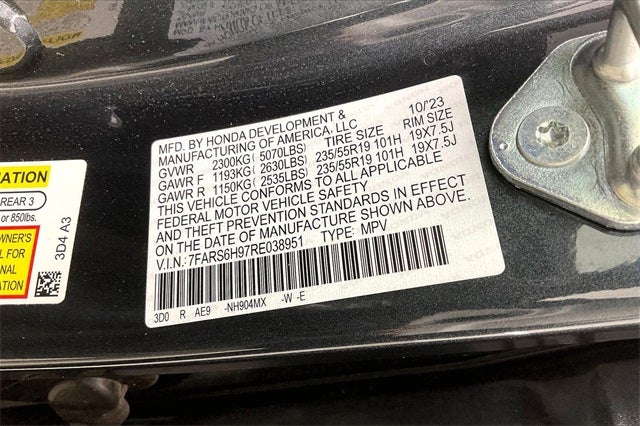 MFD. BY HONDA DEVELOPMENT &
MANUFACTURING OF AMERICA, LLC 10/'23
GVWR 2300KG( 5070LBS) TIRE SIZE RIM SIZE
GAWR F 1193KG( 2630LBS) 235/55R19 101H 19X7.5J
GAWR R 1150KG( 2535LBS) 235/55R19 101H 19X7.5J
THIS VEHICLE CONFORMS TO ALL APPLICABLE
FEDERAL MOTOR VEHICLE SAFETY
AND THEFT PREVENTION STANDARDS IN EFFECT
ON THE DATE OF MANUFACTURE SHOWN ABOVE.
V.I.N.: 7FARS6H97RE038951 TYPE: MPV
3D0 R AE9 -NH904MX -W -E
REAR 3
or 850lbs.
FOR
3D4 A3